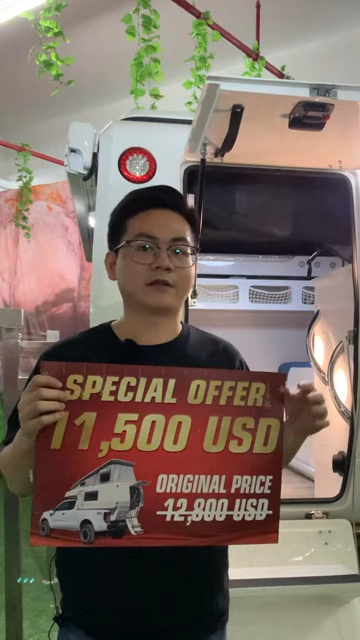 SPECIAL OFFER
11,500 USD
ORIGINAL PRICE
12,800 USD